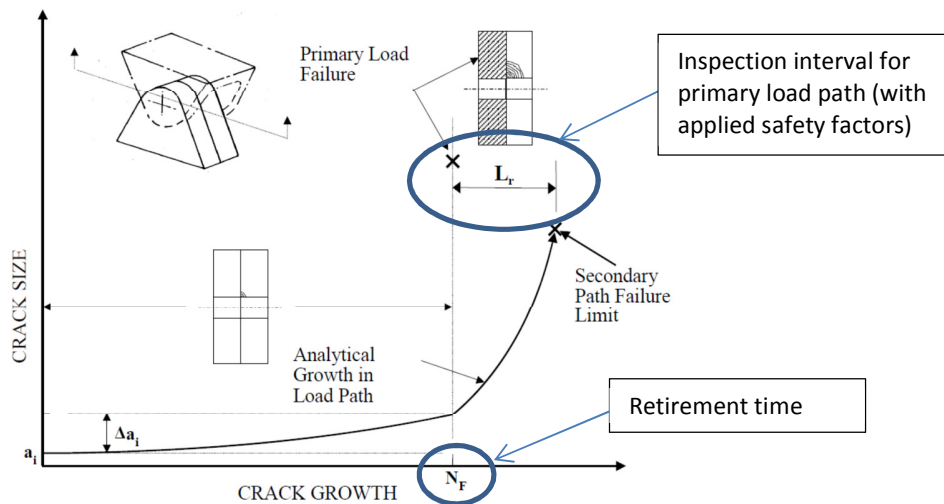 Primary Load
Failure
Inspection interval for
primary load path (with
applied safety factors)
Lr
Secondary
Path Failure
Limit
CRACK SIZE
Analytical
Growth in
Load Path
Δai
ai
Retirement time
NF
CRACK GROWTH